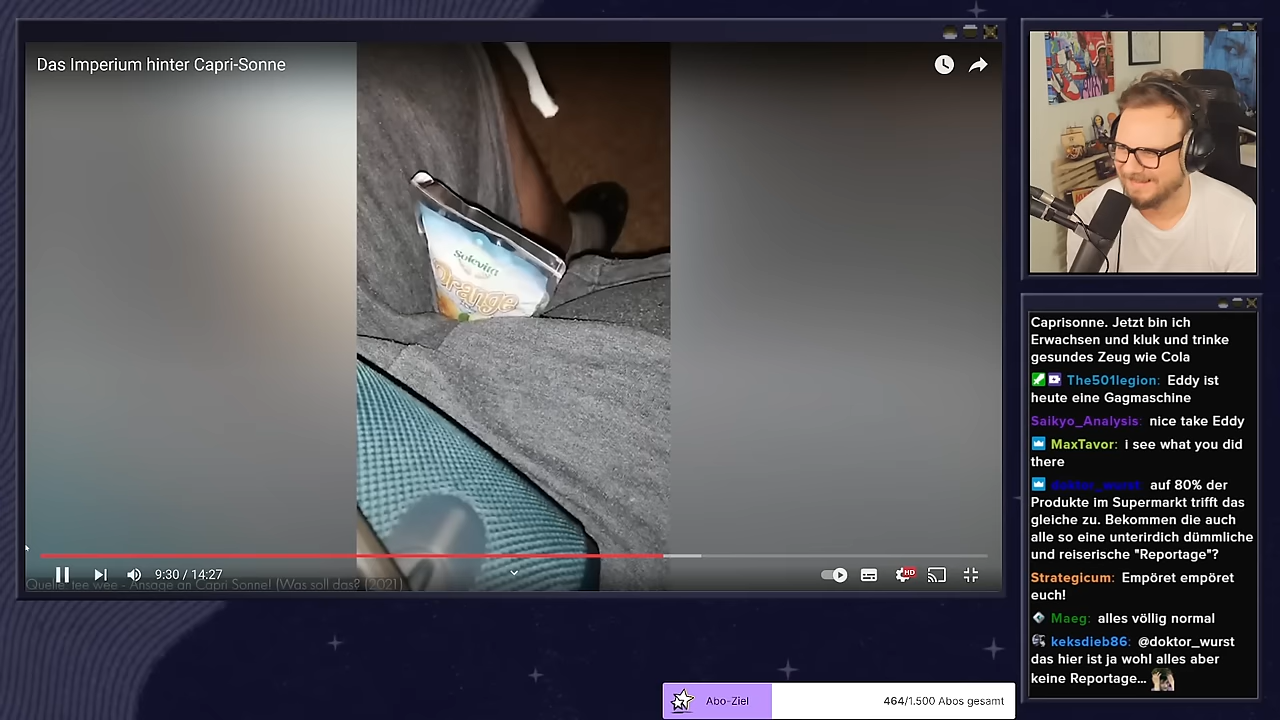 Das Imperium hinter Capri-Sonne
Solevita
Orange
9:30 / 14:27
HD
Quelle: tee wee - Ansage an Capri Sonne! (Was soll das? (2021)
Caprisonne. Jetzt bin ich
Erwachsen und kluk und trinke
gesundes Zeug wie Cola
The501legion: Eddy ist
heute eine Gagmaschine
Saikyo_Analysis: nice take Eddy
MaxTavor: i see what you did
there
doktor_wurst: auf 80% der
Produkte im Supermarkt trifft das
gleiche zu. Bekommen die auch
alle so eine unterirdich dümmliche
und reiserische "Reportage"?
Strategicum: Empöret empöret
euch!
Maeg: alles völlig normal
keksdieb86: @doktor_wurst
das hier ist ja wohl alles aber
keine Reportage...
Abo-Ziel
464/1.500 Abos gesamt